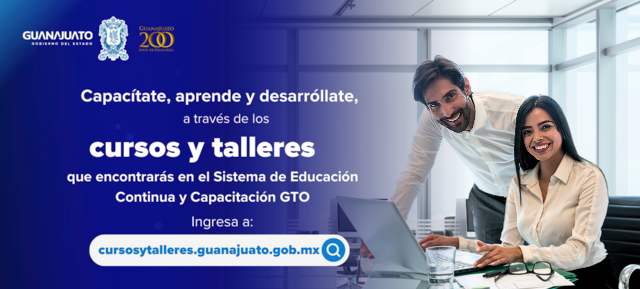 GUANAJUATO
GOBIERNO DEL ESTADO
GUANAJUATO
200
Capacítate, aprende y desarróllate,
a través de los
cursos y talleres
que encontrarás en el Sistema de Educación
Continua y Capacitación GTO
Ingresa a:
cursosytalleres.guanajuato.gob.mx